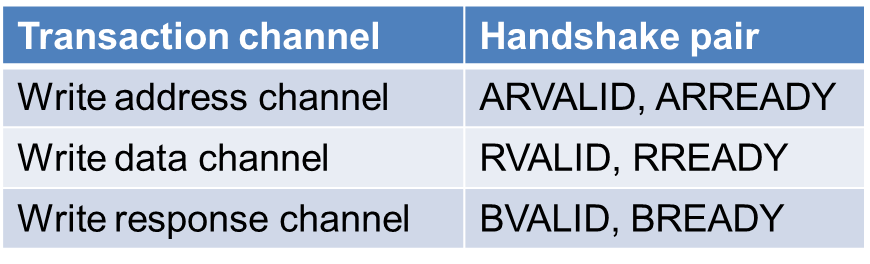 Transaction channel Handshake pair
Write address channel ARVALID, ARREADY
Write data channel RVALID, RREADY
Write response channel BVALID, BREADY